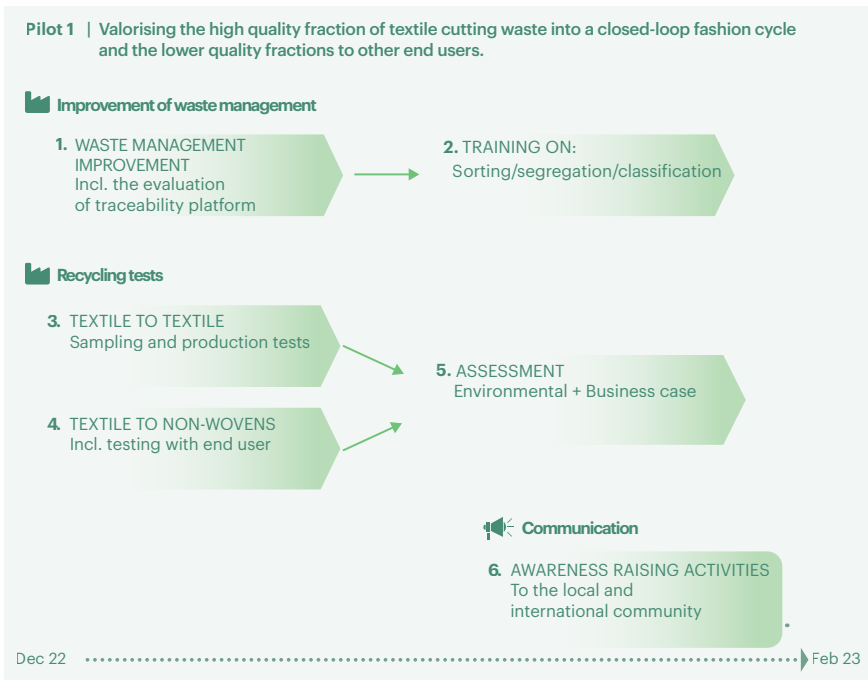 Pilot 1 | Valorising the high quality fraction of textile cutting waste into a closed-loop fashion cycle
and the lower quality fractions to other end users.
Improvement of waste management
1. WASTE MANAGEMENT
IMPROVEMENT
Incl. the evaluation
of traceability platform
2. TRAINING ON:
Sorting/segregation/classification
Recycling tests
3. TEXTILE TO TEXTILE
Sampling and production tests
4. TEXTILE TO NON-WOVENS
Incl. testing with end user
5. ASSESSMENT
Environmental + Business case
Communication
6. AWARENESS RAISING ACTIVITIES
To the local and
international community
Dec 22
Feb 23